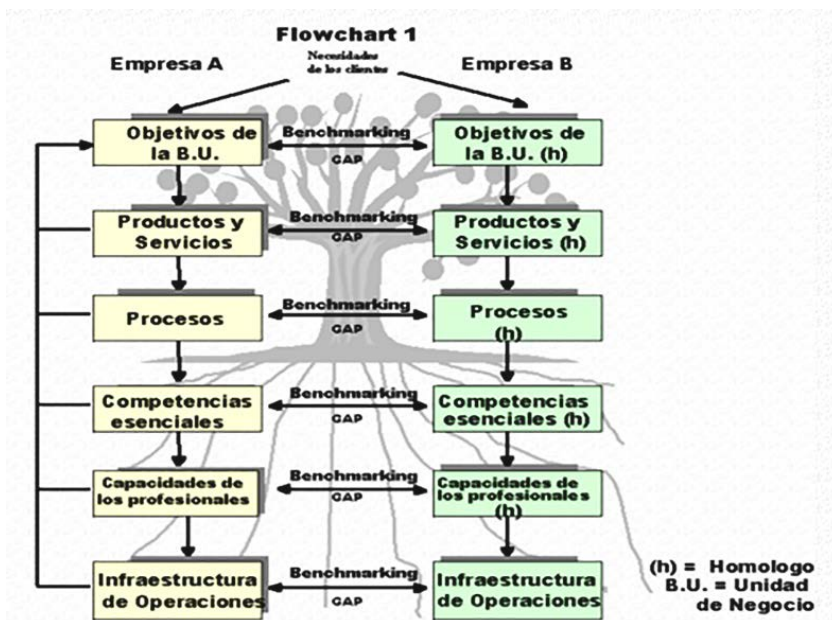 Flowchart 1
Necesidades
de los clientes
Empresa A
Empresa B
Objetivos de
la B.U.
Benchmarking
GAP
Objetivos de
la B.U. (h)
Productos y
Servicios
Benchmarking
GAP
Productos y
Servicios (h)
Procesos
Benchmarking
GAP
Procesos
(h)
Competencias
esenciales
Benchmarking
GAP
Competencias
esenciales (h)
Capacidades de
los profesionales
Benchmarking
GAP
Capacidades de
los profesionales
(h)
Infraestructura
de Operaciones
Benchmarking
GAP
Infraestructura
de Operaciones
(h) = Homologo
B.U. = Unidad
de Negocio